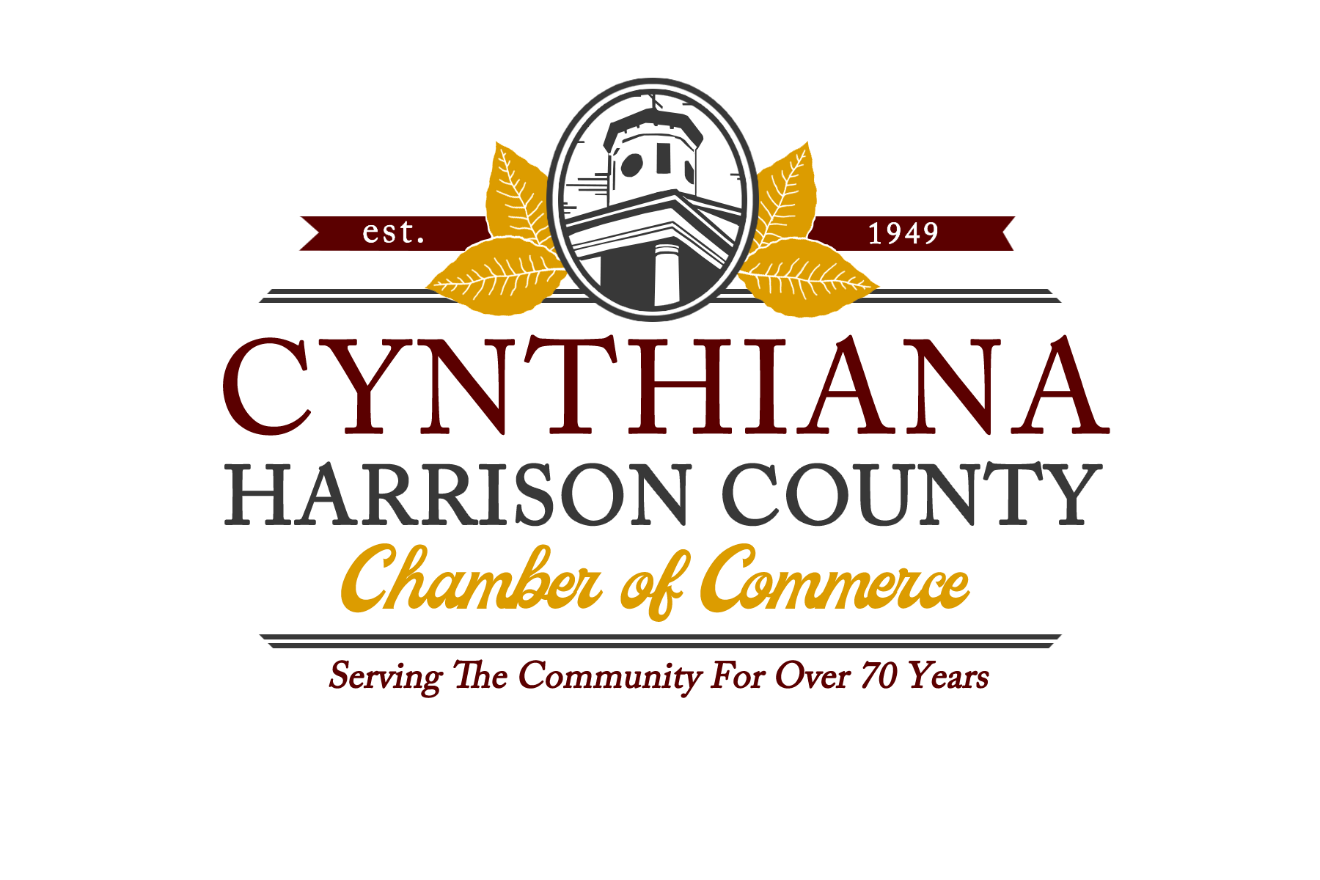 est. 1949
CYNTHIANA
HARRISON COUNTY
Chamber of Commerce
Serving The Community For Over 70 Years